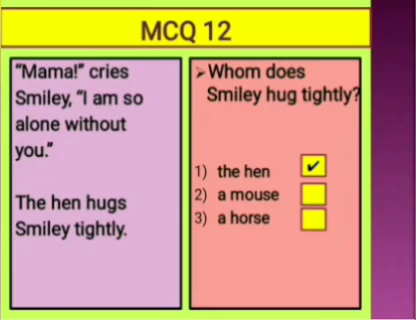 MCQ 12
“Mama!” cries
Smiley, “I am so
alone without
you.”
The hen hugs
Smiley tightly.
➢Whom does
Smiley hug tightly?
1) the hen ✔
2) a mouse
3) a horse